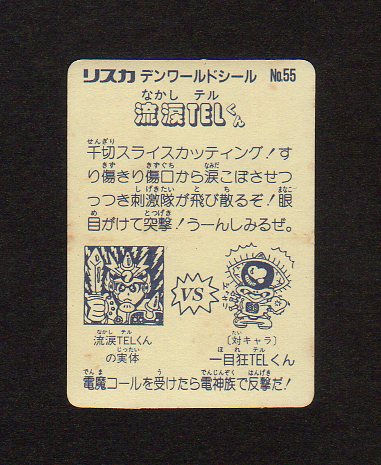 リスカ デンワールドシール No.55
なかし テル
流涙TELくん
せんぎり
千切スライスカッティング！す
きず きずぐち なみだ
り傷きり傷口から涙こぼさせつ
しげきたい と ち まなこ
つつき刺激隊が飛び散るぞ！眼
め とつげき
目がけて突撃！うーんしみるぜ。
VS
なかし テル
流涙TELくん
じったい
の実体
ギンギリ
たい
〔対キャラ〕
ほれ テル
一目狂TELくん
でんま う でんじんぞく はんげき
電魔コールを受けたら電神族で反撃だ！